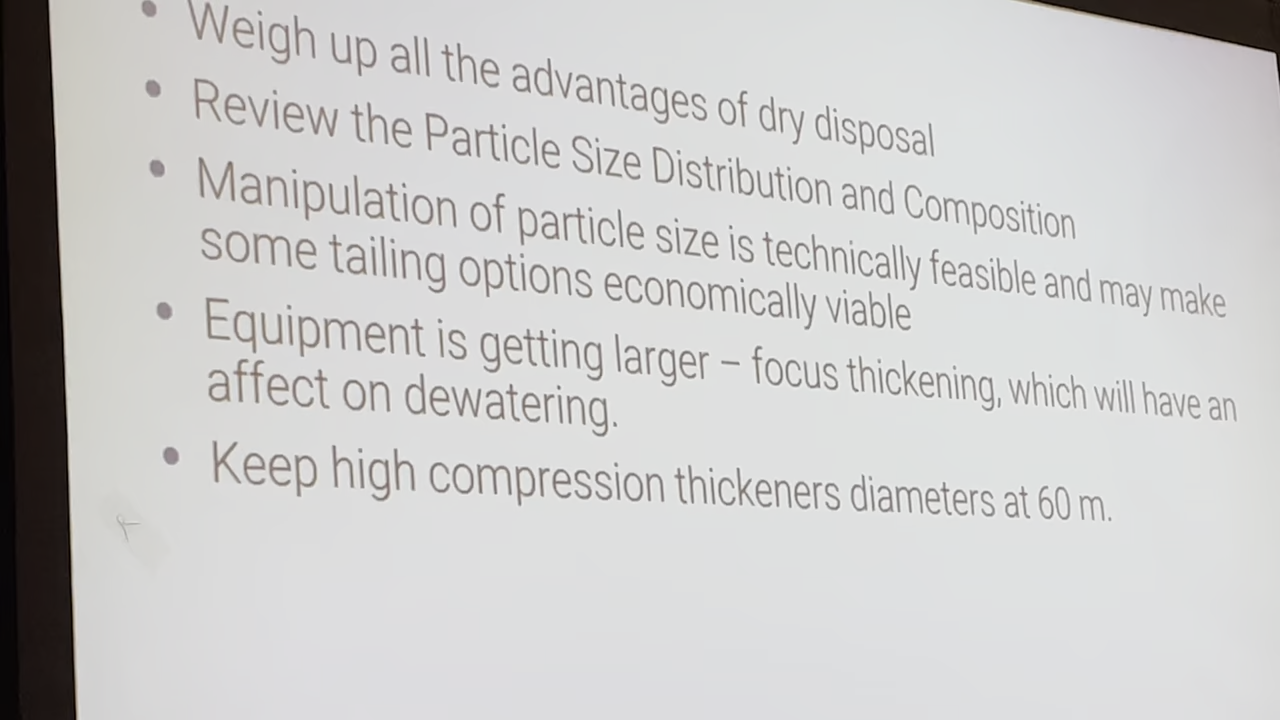 • Weigh up all the advantages of dry disposal
• Review the Particle Size Distribution and Composition
• Manipulation of particle size is technically feasible and may make
some tailing options economically viable
• Equipment is getting larger – focus thickening, which will have an
affect on dewatering.
• Keep high compression thickeners diameters at 60 m.